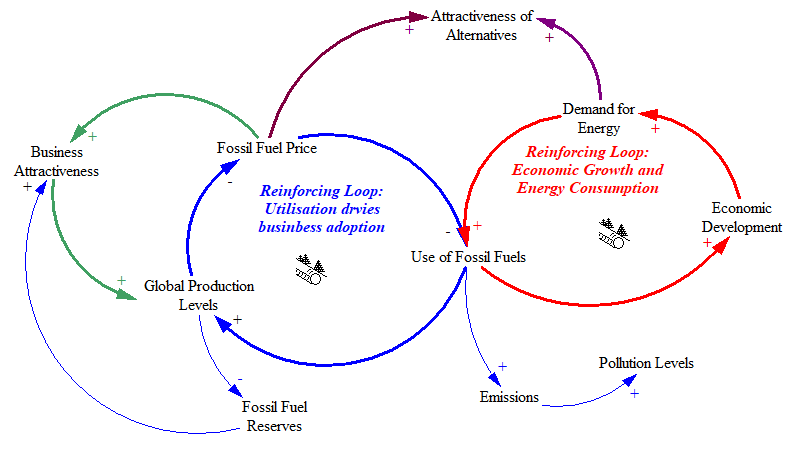 Attractiveness of
Alternatives
+
+
Demand for
Energy
+
Fossil Fuel Price
+
-
Business
Attractiveness
+
Reinforcing Loop:
Utilisation drvies
businbess adoption
Reinforcing Loop:
Economic Growth and
Energy Consumption
Economic
Development
+
-
+
Use of Fossil Fuels
+
Global Production
Levels
+
-
Fossil Fuel
Reserves
+
Emissions
Pollution Levels
+